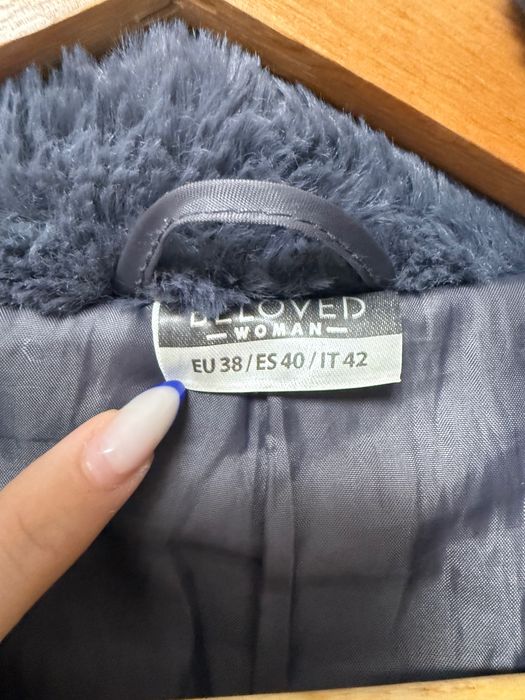 BELOVED
WOMAN
EU 38 / ES 40 / IT 42